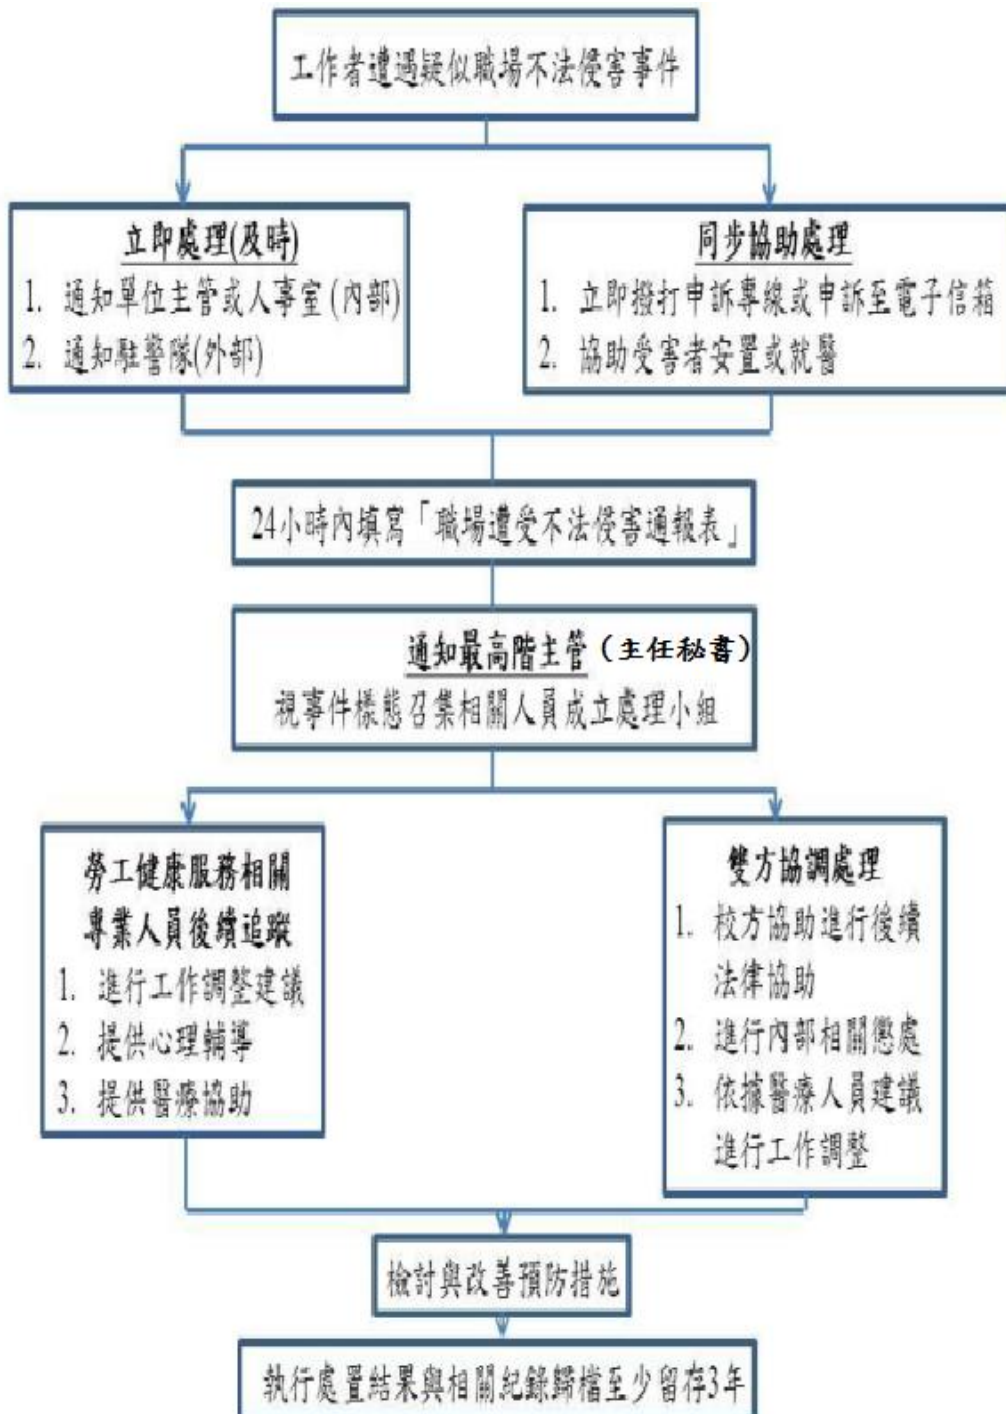 工作者遭遇疑似職場不法侵害事件
立即處理(及時)
1. 通知單位主管或人事室(內部)
2. 通知駐警隊(外部)
同步協助處理
1. 立即撥打申訴專線或申訴至電子信箱
2. 協助受害者安置或就醫
24小時內填寫「職場遭受不法侵害通報表」
通知最高階主管(主任秘書)
視事件樣態召集相關人員成立處理小組
勞工健康服務相關
專業人員後續追蹤
1. 進行工作調整建議
2. 提供心理輔導
3. 提供醫療協助
雙方協調處理
1. 校方協助進行後續
法律協助
2. 進行內部相關懲處
3. 依據醫療人員建議
進行工作調整
檢討與改善預防措施
執行處置結果與相關紀錄歸檔至少留存3年